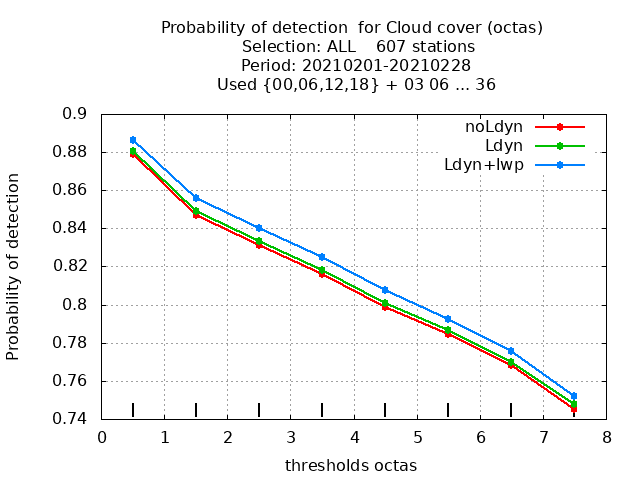 Probability of detection  for Cloud cover (octas)
Selection: ALL    607 stations
Period: 20210201-20210228
Used {00,06,12,18} + 03 06 ... 36
noLdyn
Ldyn
Ldyn+lwp
Probability of detection
0.9
0.88
0.86
0.84
0.82
0.8
0.78
0.76
0.74
0 1 2 3 4 5 6 7 8
thresholds octas